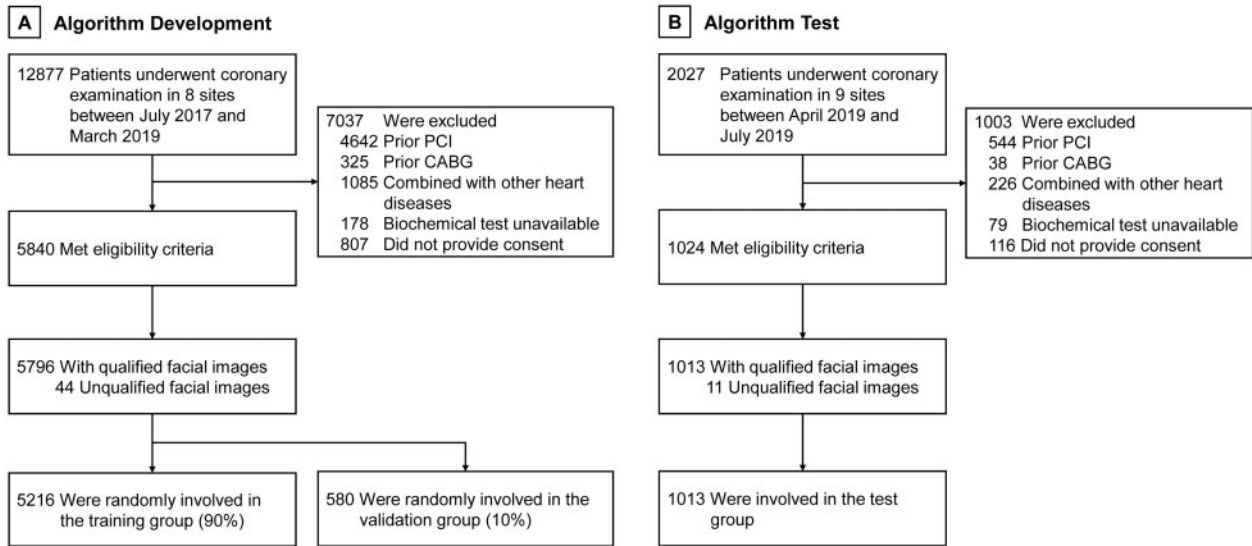 A Algorithm Development
12877 Patients underwent coronary
examination in 8 sites
between July 2017 and
March 2019
7037 Were excluded
4642 Prior PCI
325 Prior CABG
1085 Combined with other heart
diseases
178 Biochemical test unavailable
807 Did not provide consent
5840 Met eligibility criteria
5796 With qualified facial images
44 Unqualified facial images
5216 Were randomly involved in
the training group (90%)
580 Were randomly involved in the
validation group (10%)
B Algorithm Test
2027 Patients underwent coronary
examination in 9 sites
between April 2019 and
July 2019
1003 Were excluded
544 Prior PCI
38 Prior CABG
226 Combined with other heart
diseases
79 Biochemical test unavailable
116 Did not provide consent
1024 Met eligibility criteria
1013 With qualified facial images
11 Unqualified facial images
1013 Were involved in the test
group